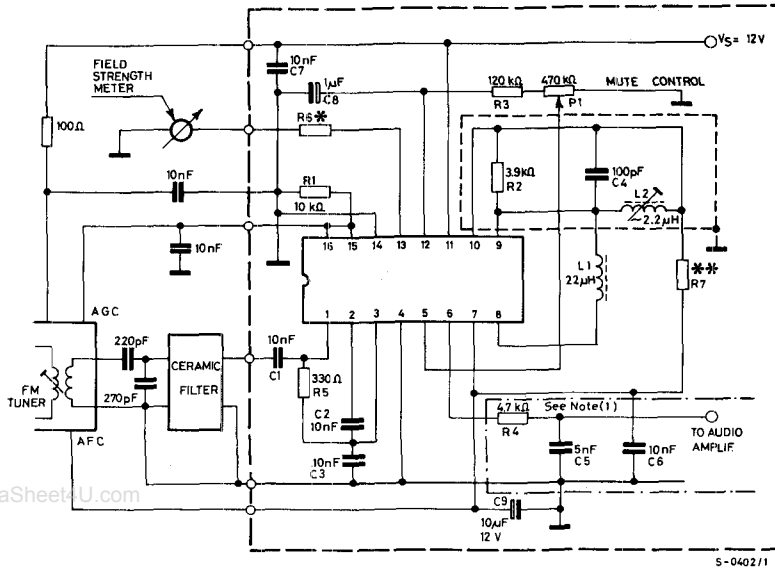 VS= 12V
FIELD
STRENGTH
METER
10nF
C7
1µF
C8
120 kΩ
R3
470kΩ
P1
MUTE CONTROL
100Ω
R6*
10nF
R1
10 kΩ
3.9kΩ
R2
100pF
C4
L2
2.2µH
10nF
16 15 14 13 12 11 10 9
L1
22µH
**
R7
1 2 3 4 5 6 7 8
AGC
220pF
270pF
CERAMIC
FILTER
FM
TUNER
AFC
10nF
C1
330Ω
R5
C2
10nF
10nF
C3
4.7kΩ
R4
See Note(1)
TO AUDIO
AMPLIF.
5nF
C5
10nF
C6
C9
10µF
12 V
aSheet4U.com
S-0402/1